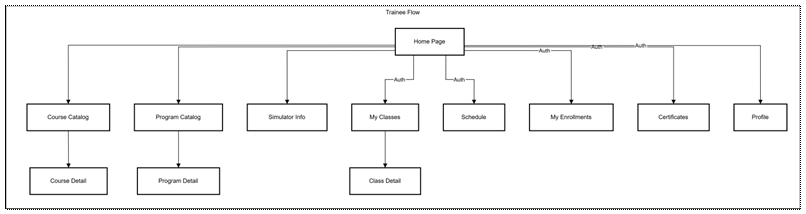 Trainee Flow
Home Page
Auth
Auth
Auth
Auth
Auth
Course Catalog
Program Catalog
Simulator Info
My Classes
Schedule
My Enrollments
Certificates
Profile
Course Detail
Program Detail
Class Detail